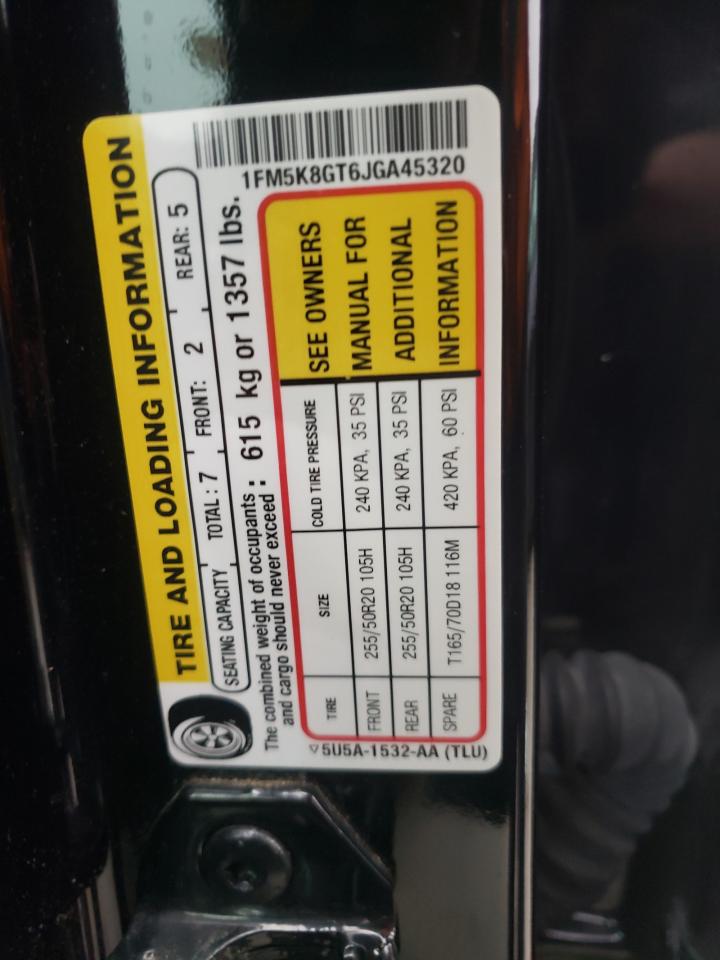 TIRE AND LOADING INFORMATION
SEATING CAPACITY TOTAL : 7 FRONT: 2 REAR: 5
The combined weight of occupants
and cargo should never exceed : 615 kg or 1357 lbs.
TIRE SIZE COLD TIRE PRESSURE
FRONT 255/50R20 105H 240 KPA, 35 PSI
REAR 255/50R20 105H 240 KPA, 35 PSI
SPARE T165/70D18 116M 420 KPA, 60 PSI
SEE OWNERS
MANUAL FOR
ADDITIONAL
INFORMATION
5U5A-1532-AA (TLU)
1FM5K8GT6JGA45320